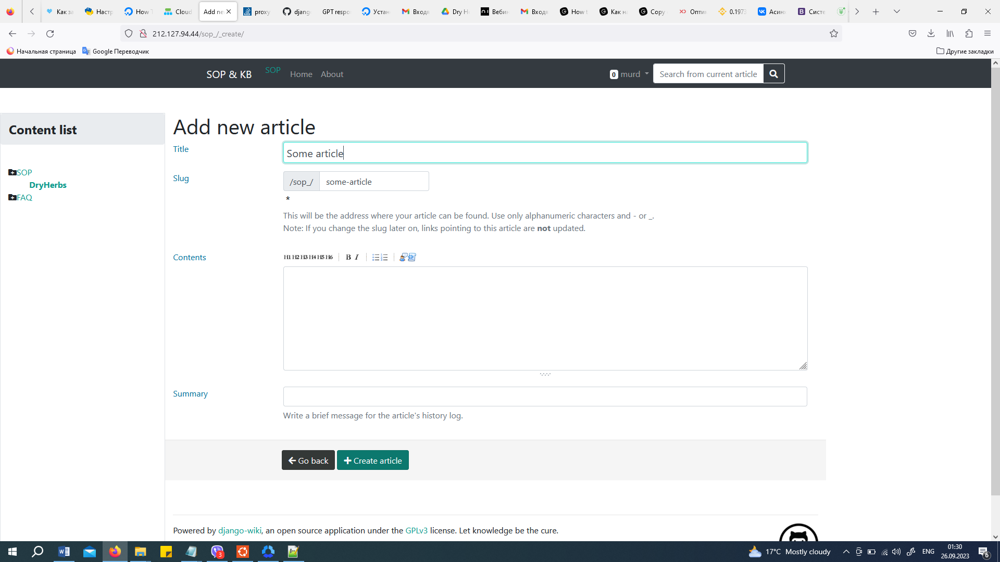 Как за
Настр
How T
Cloud
Add ne
proxy
djang
GPT respo
Устан
Входя
Dry H
Вебин
Входя
How t
Как на
Copy
Опти
0.1973
Асинх
Систе
212.127.94.44/sop_/_create/
Начальная страница
Google Переводчик
Другие закладки
SOP & KB
SOP
Home
About
0 murd
Search from current article
Content list
SOP
DryHerbs
FAQ
Add new article
Title
Some article
Slug
/sop_/ some-article
*
This will be the address where your article can be found. Use only alphanumeric characters and - or _.
Note: If you change the slug later on, links pointing to this article are not updated.
Contents
H1 H2 H3 H4 H5 H6 B I
Summary
Write a brief message for the article's history log.
Go back
Create article
Powered by django-wiki, an open source application under the GPLv3 license. Let knowledge be the cure.
3
17°C Mostly cloudy
ENG
01:30
26.09.2023
6